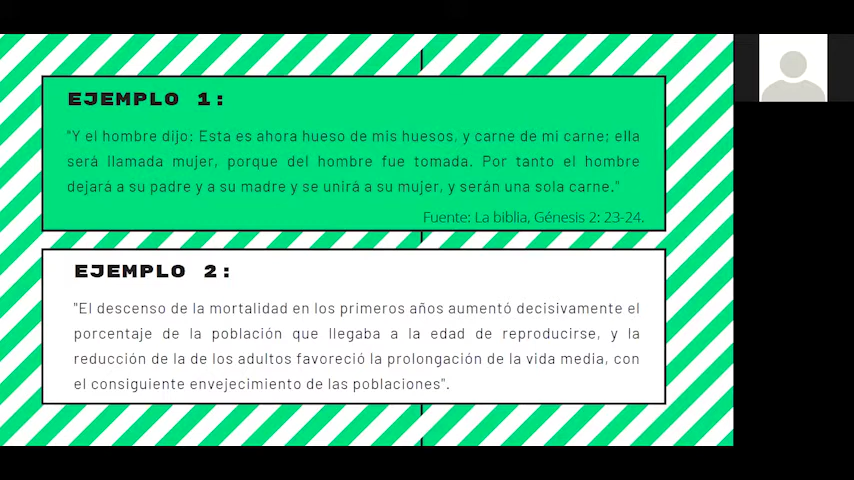 EJEMPLO 1:
"Y el hombre dijo: Esta es ahora hueso de mis huesos, y carne de mi carne; ella
será llamada mujer, porque del hombre fue tomada. Por tanto el hombre
dejará a su padre y a su madre y se unirá a su mujer, y serán una sola carne."
Fuente: La biblia, Génesis 2: 23-24.
EJEMPLO 2:
"El descenso de la mortalidad en los primeros años aumentó decisivamente el
porcentaje de la población que llegaba a la edad de reproducirse, y la
reducción de la de los adultos favoreció la prolongación de la vida media, con
el consiguiente envejecimiento de las poblaciones".